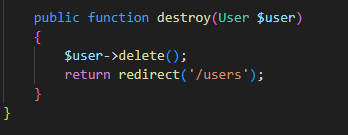 public function destroy(User $user)
{
$user->delete();
return redirect('/users');
}
}